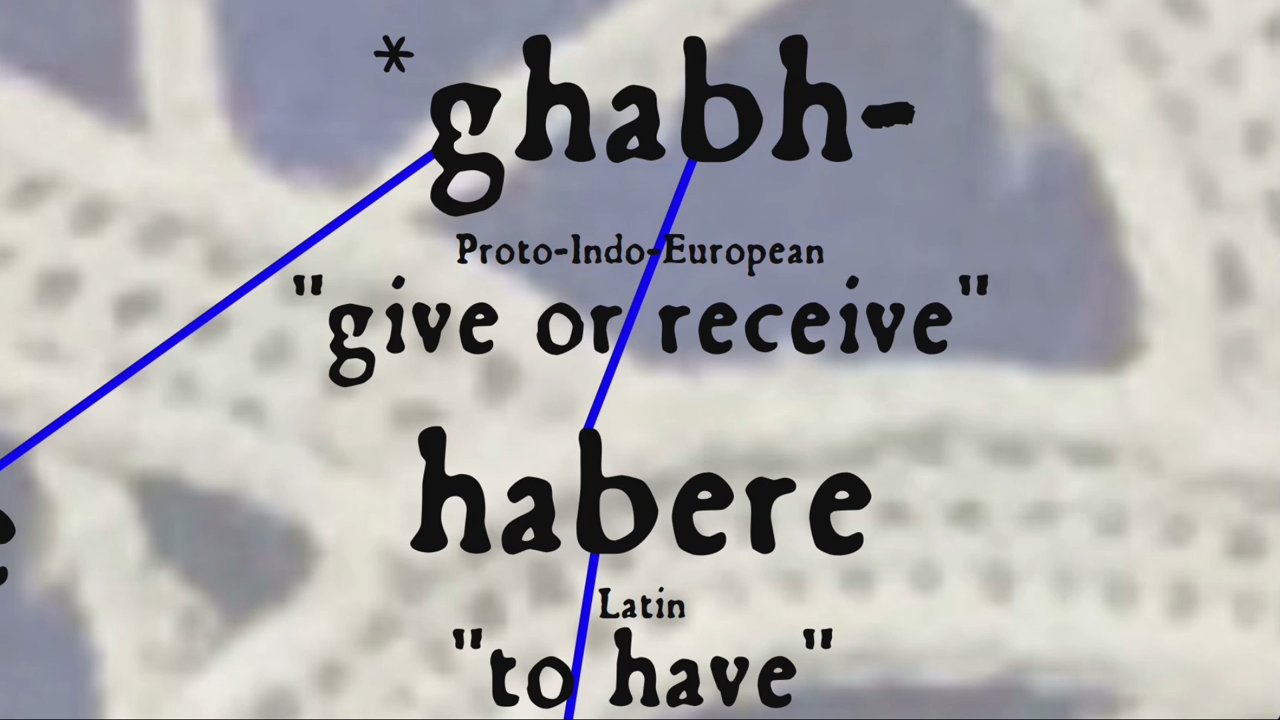 *ghabh-
Proto-Indo-European
"give or receive"
habere
Latin
"to have"